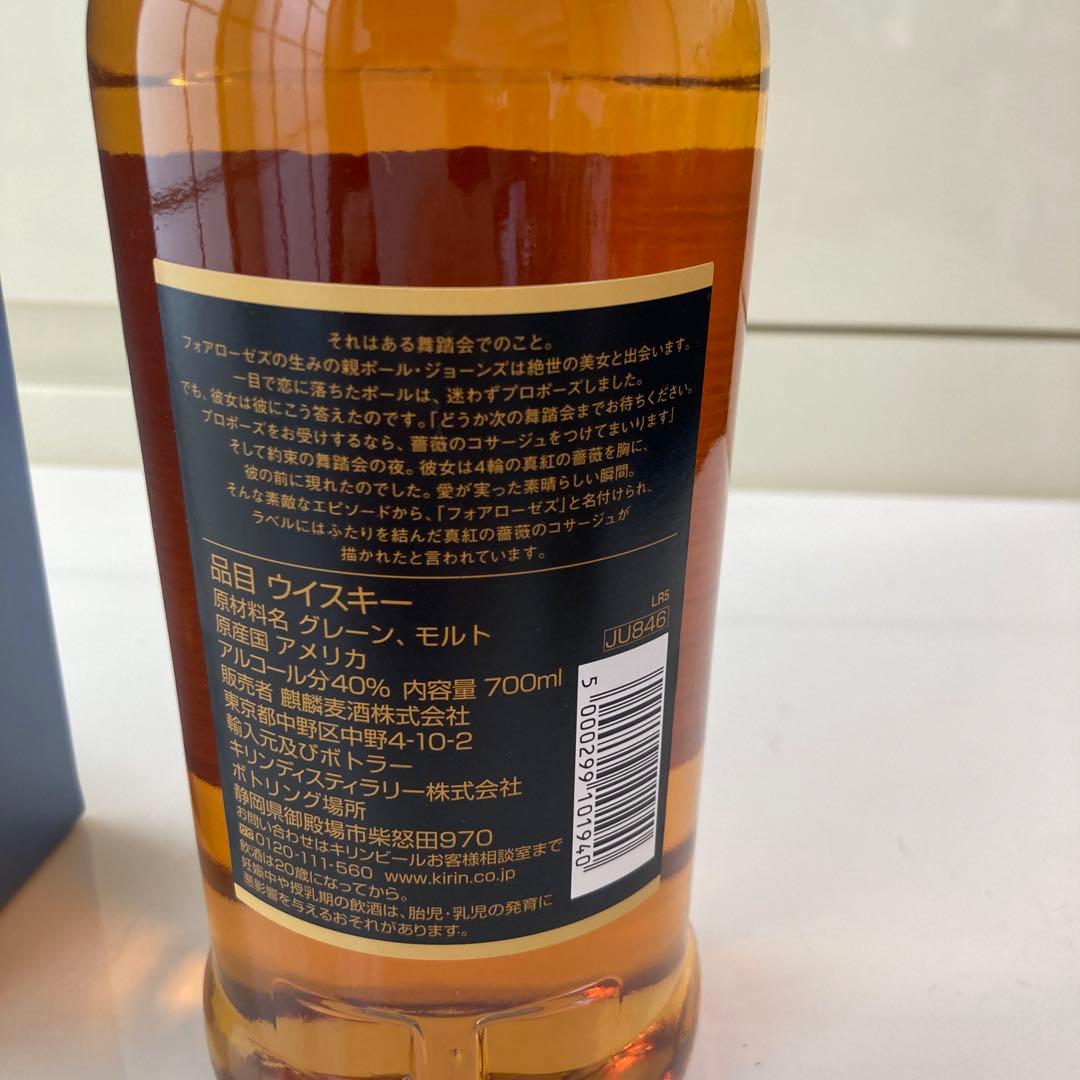 それはある舞踏会でのこと。
フォアローゼズの生みの親ポール・ジョーンズは絶世の美女と出会います。
一目で恋に落ちたポールは、迷わずプロポーズしました。
でも、彼女は彼にこう答えたのです。「どうか次の舞踏会までお待ちください。
プロポーズをお受けするなら、薔薇のコサージュをつけてまいります」
そして約束の舞踏会の夜。彼女は4輪の真紅の薔薇を胸に、
彼の前に現れたのでした。愛が実った素晴らしい瞬間。
そんな素敵なエピソードから、「フォアローゼズ」と名付けられ、
ラベルにはふたりを結んだ真紅の薔薇のコサージュが
描かれたと言われています。
品目 ウイスキー
原材料名 グレーン、モルト
原産国 アメリカ
アルコール分40% 内容量 700ml
販売者 麒麟麦酒株式会社
東京都中野区中野4-10-2
輸入元及びボトラー
キリンディスティラリー株式会社
ボトリング場所
静岡県御殿場市柴怒田970
お問い合わせはキリンビールお客様相談室まで
0120-111-560 www.kirin.co.jp
飲酒は20歳になってから。
妊娠中や授乳期の飲酒は、胎児・乳児の発育に
悪影響を与えるおそれがあります。
LR5
JU846
5 000299 101940